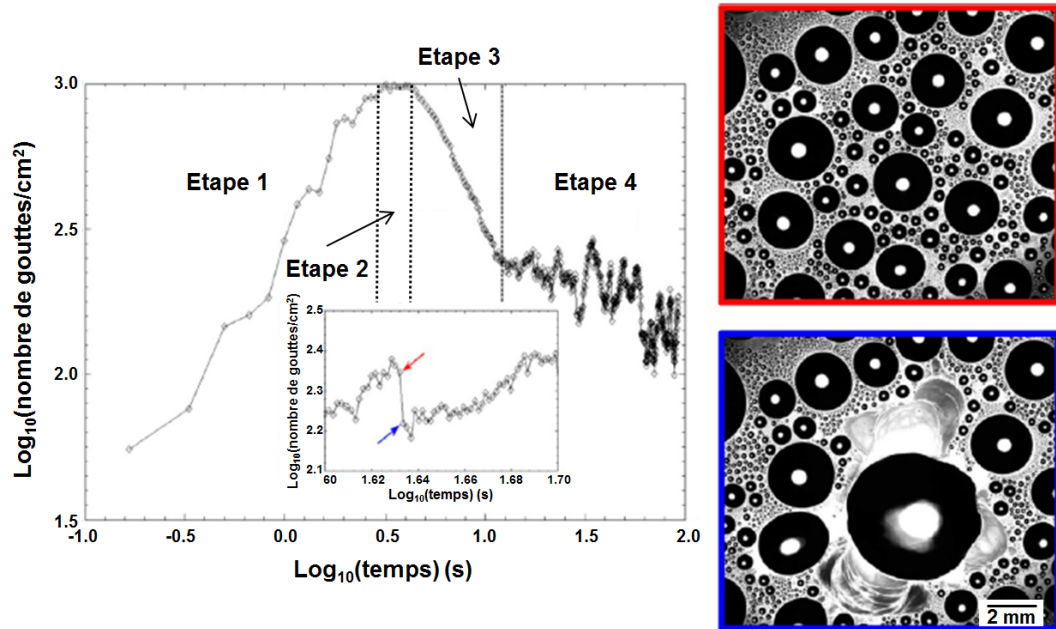 Etape 3
3.0
Etape 1
Etape 4
2.5
Etape 2
2.0
1.5
Log10(nombre de gouttes/cm²)
-1.0 -0.5 0.0 0.5 1.0 1.5 2.0
Log10(temps) (s)
2.5
2.4
2.3
2.2
2.1
Log10(nombre de gouttes/cm²)
60 1.62 1.64 1.66 1.68 1.70
Log10(temps) (s)
2 mm